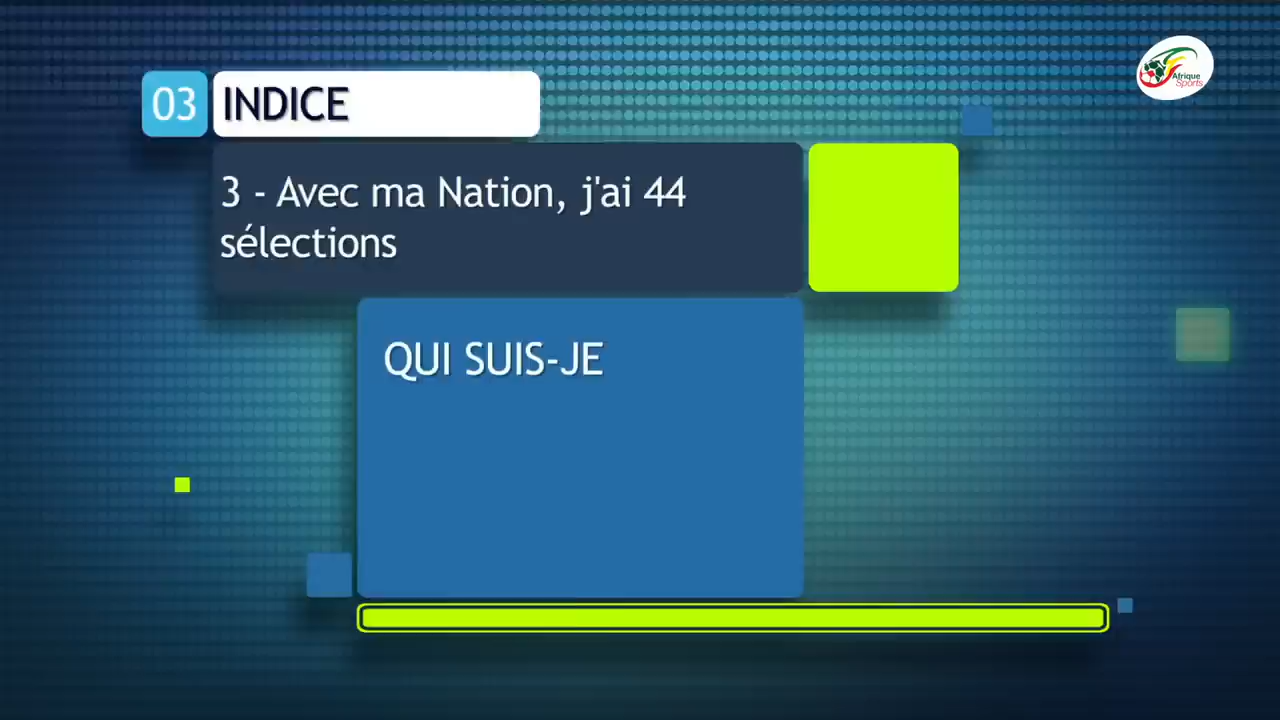 Afrique
Sports
03 INDICE
3 - Avec ma Nation, j'ai 44
sélections
QUI SUIS-JE